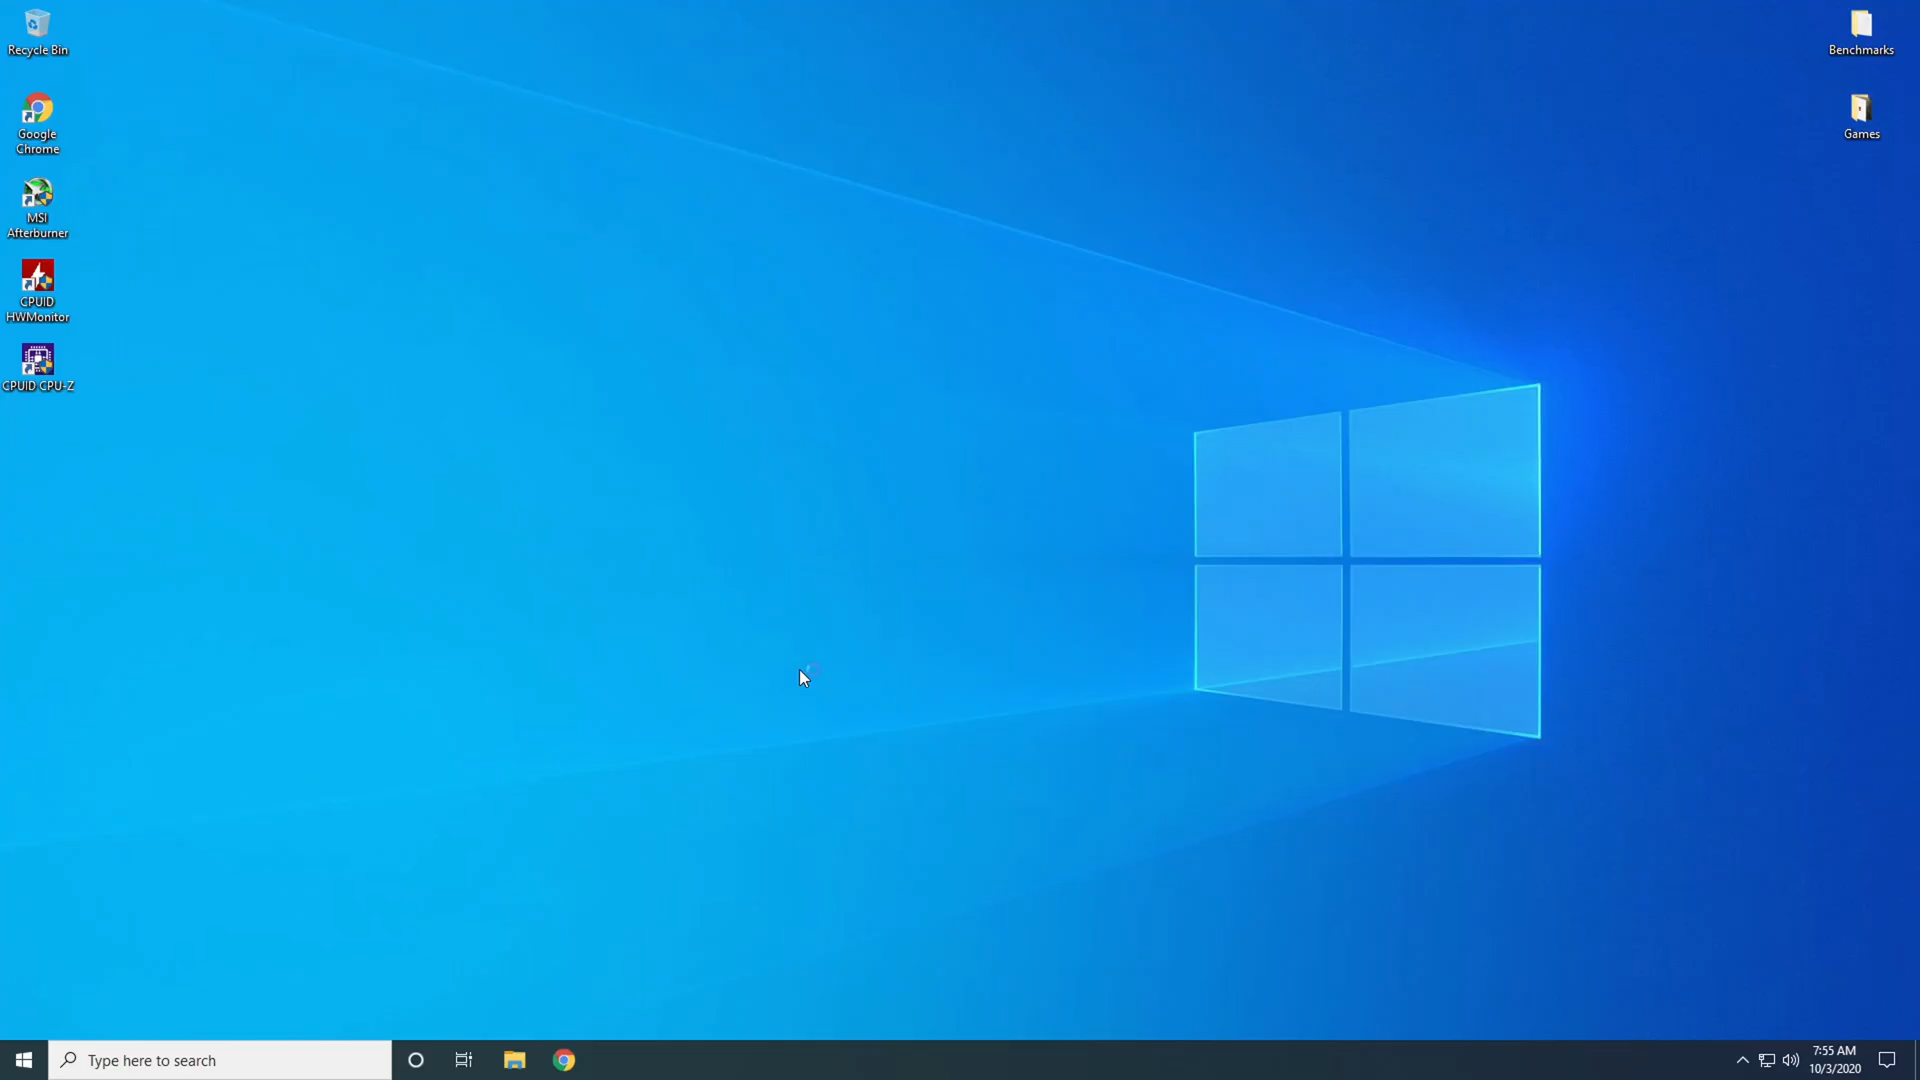 Recycle Bin
Google
Chrome
MSI
Afterburner
CPUID
HWMonitor
CPUID CPU-Z
Benchmarks
Games
Type here to search
7:55 AM
10/3/2020